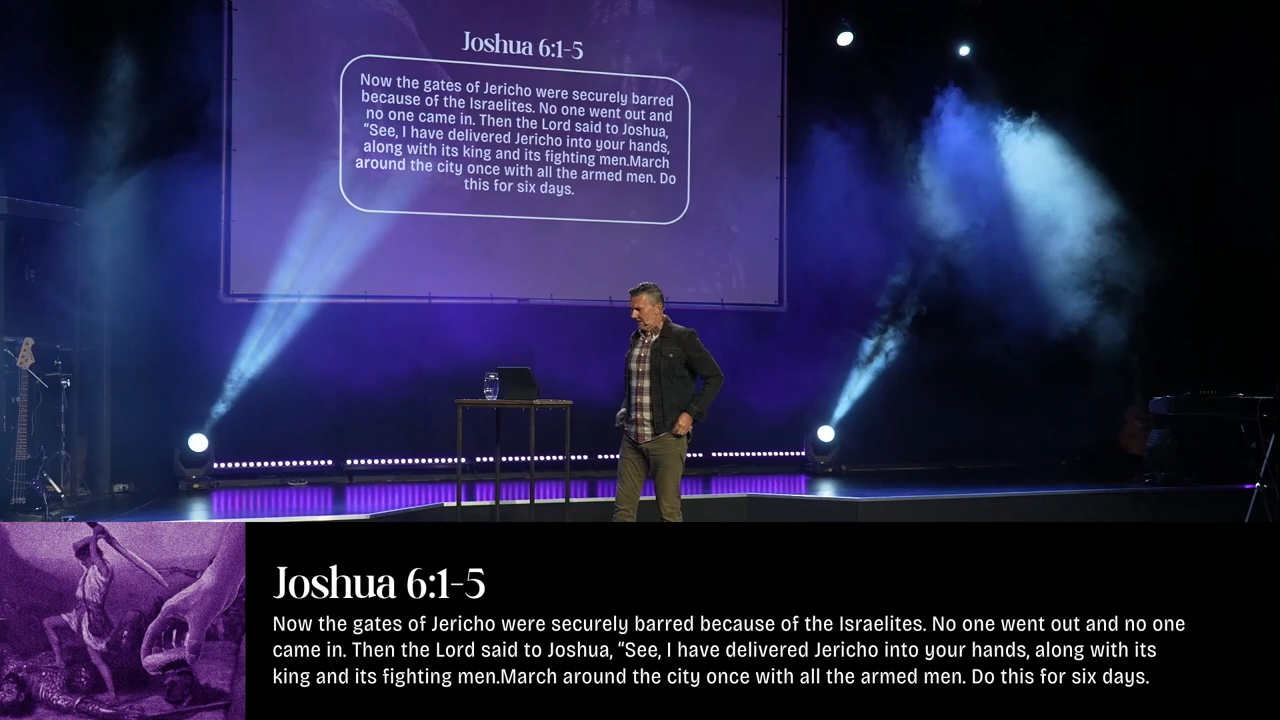 Joshua 6:1-5
Now the gates of Jericho were securely barred
because of the Israelites. No one went out and
no one came in. Then the Lord said to Joshua,
“See, I have delivered Jericho into your hands,
along with its king and its fighting men.March
around the city once with all the armed men. Do
this for six days.
Joshua 6:1-5
Now the gates of Jericho were securely barred because of the Israelites. No one went out and no one
came in. Then the Lord said to Joshua, “See, I have delivered Jericho into your hands, along with its
king and its fighting men.March around the city once with all the armed men. Do this for six days.